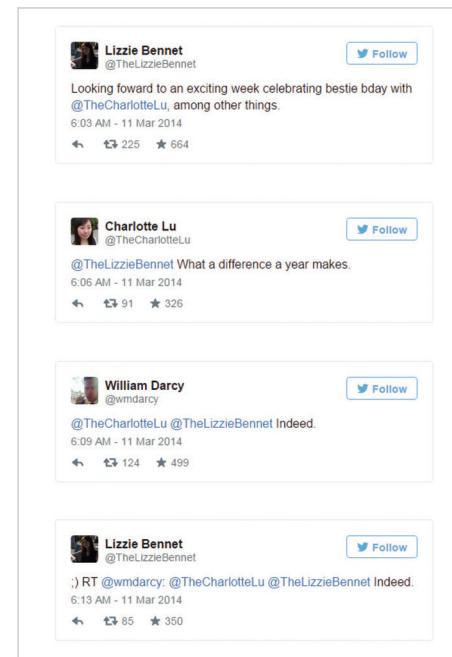 Lizzie Bennet
@TheLizzieBennet
Follow
Looking foward to an exciting week celebrating bestie bday with
@TheCharlotteLu, among other things.
6:03 AM - 11 Mar 2014
225 664
Charlotte Lu
@TheCharlotteLu
Follow
@TheLizzieBennet What a difference a year makes.
6:06 AM - 11 Mar 2014
91 326
William Darcy
@wmdarcy
Follow
@TheCharlotteLu @TheLizzieBennet Indeed.
6:09 AM - 11 Mar 2014
124 499
Lizzie Bennet
@TheLizzieBennet
Follow
;) RT @wmdarcy: @TheCharlotteLu @TheLizzieBennet Indeed.
6:13 AM - 11 Mar 2014
85 350